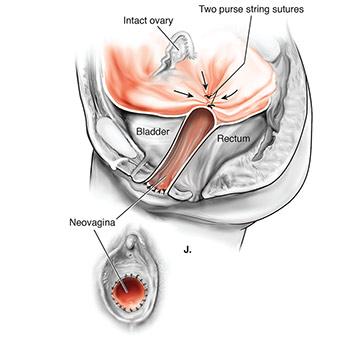 Two purse string sutures
Intact ovary
Bladder
Rectum
Neovagina
J.